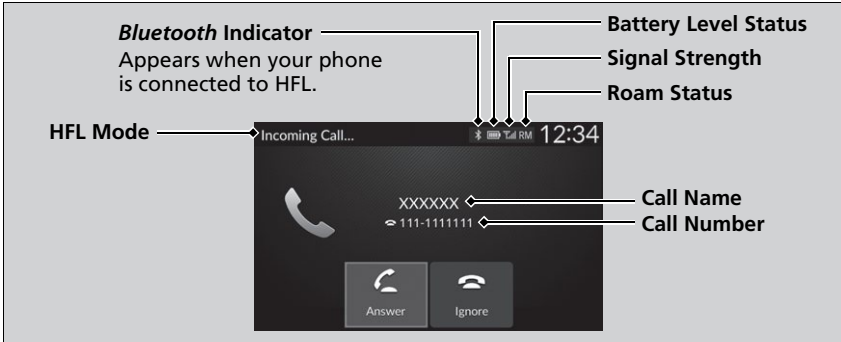 Bluetooth Indicator
Appears when your phone
is connected to HFL.
Battery Level Status
Signal Strength
Roam Status
HFL Mode
Incoming Call...
RM 12:34
XXXXXX
111-1111111
Call Name
Call Number
Answer
Ignore